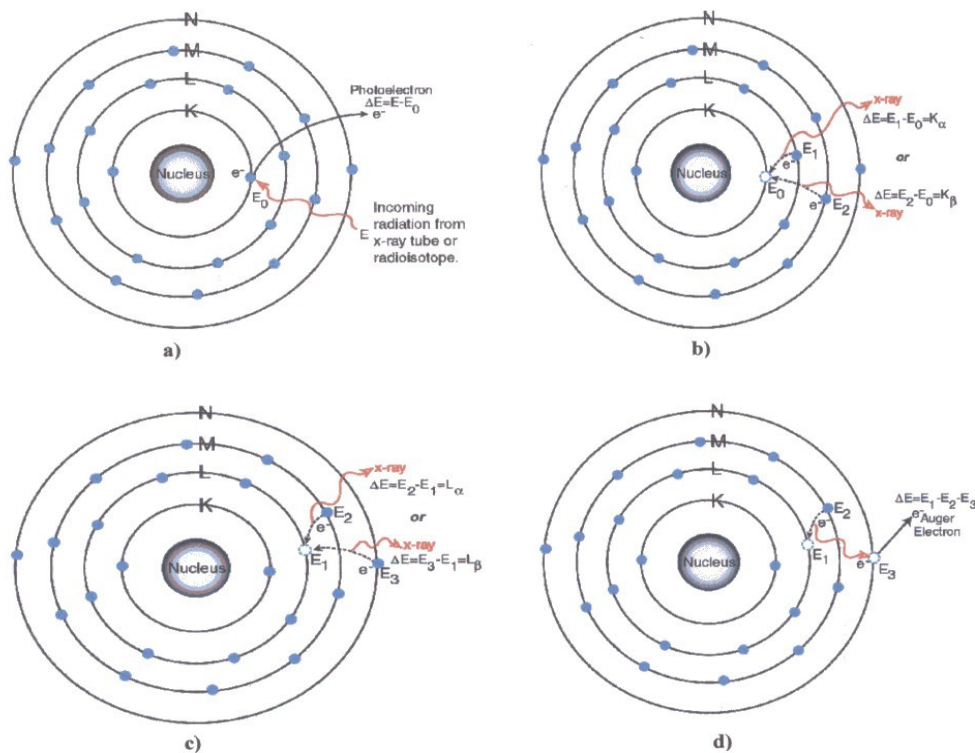 N
M
L
K
Nucleus
e-
E0
Photoelectron
ΔE=E-E0
e-
E
Incoming
radiation from
x-ray tube or
radioisotope.
a)
N
M
L
K
Nucleus
E0
E1
e-
E2
e-
x-ray
ΔE=E1-E0=Kα
or
ΔE=E2-E0=Kβ
x-ray
b)
N
M
L
K
Nucleus
E1
E2
e-
e-
E3
x-ray
ΔE=E2-E1=Lα
or
x-ray
ΔE=E3-E1=Lβ
c)
N
M
L
K
Nucleus
E1
E2
e-
e-
E3
ΔE=E1-E2-E3
e-
Auger
Electron
d)